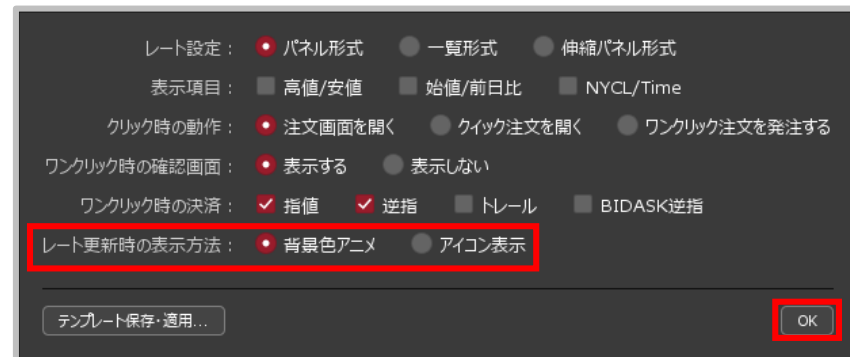 レート設定： パネル形式 一覧形式 伸縮パネル形式
表示項目： 高値/安値 始値/前日比 NYCL/Time
クリック時の動作： 注文画面を開く クイック注文を開く ワンクリック注文を発注する
ワンクリック時の確認画面： 表示する 表示しない
ワンクリック時の決済： 指値 逆指 トレール BIDASK逆指
レート更新時の表示方法： 背景色アニメ アイコン表示
テンプレート保存・適用... OK